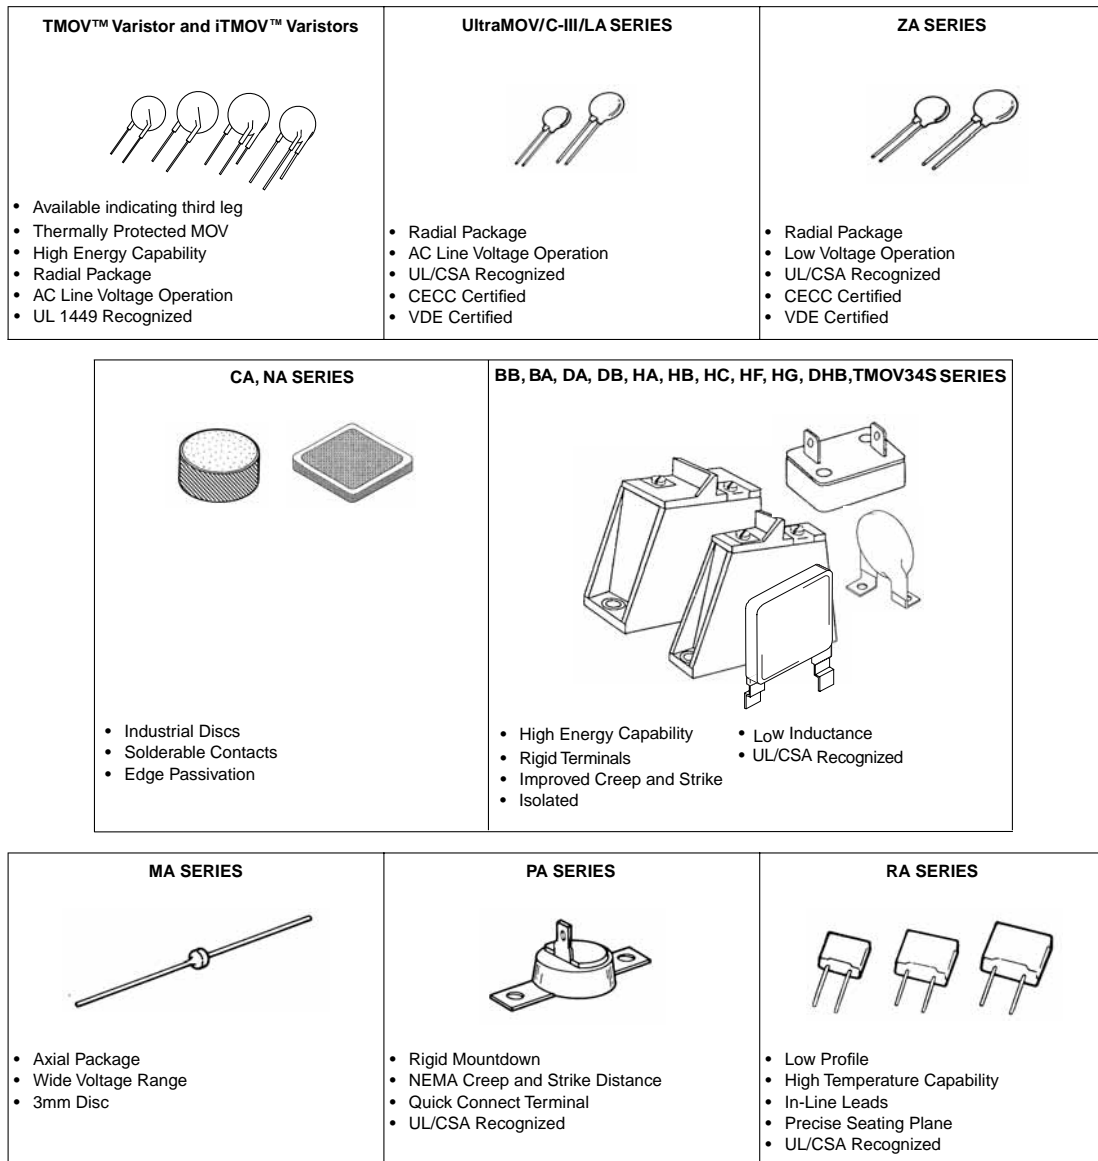 TMOV™ Varistor and iTMOV™ Varistors
• Available indicating third leg
• Thermally Protected MOV
• High Energy Capability
• Radial Package
• AC Line Voltage Operation
• UL 1449 Recognized
UltraMOV/C-III/LA SERIES
• Radial Package
• AC Line Voltage Operation
• UL/CSA Recognized
• CECC Certified
• VDE Certified
ZA SERIES
• Radial Package
• Low Voltage Operation
• UL/CSA Recognized
• CECC Certified
• VDE Certified
CA, NA SERIES
• Industrial Discs
• Solderable Contacts
• Edge Passivation
BB, BA, DA, DB, HA, HB, HC, HF, HG, DHB,TMOV34S SERIES
• High Energy Capability
• Rigid Terminals
• Improved Creep and Strike
• Isolated
• Low Inductance
• UL/CSA Recognized
MA SERIES
• Axial Package
• Wide Voltage Range
• 3mm Disc
PA SERIES
• Rigid Mountdown
• NEMA Creep and Strike Distance
• Quick Connect Terminal
• UL/CSA Recognized
RA SERIES
• Low Profile
• High Temperature Capability
• In-Line Leads
• Precise Seating Plane
• UL/CSA Recognized